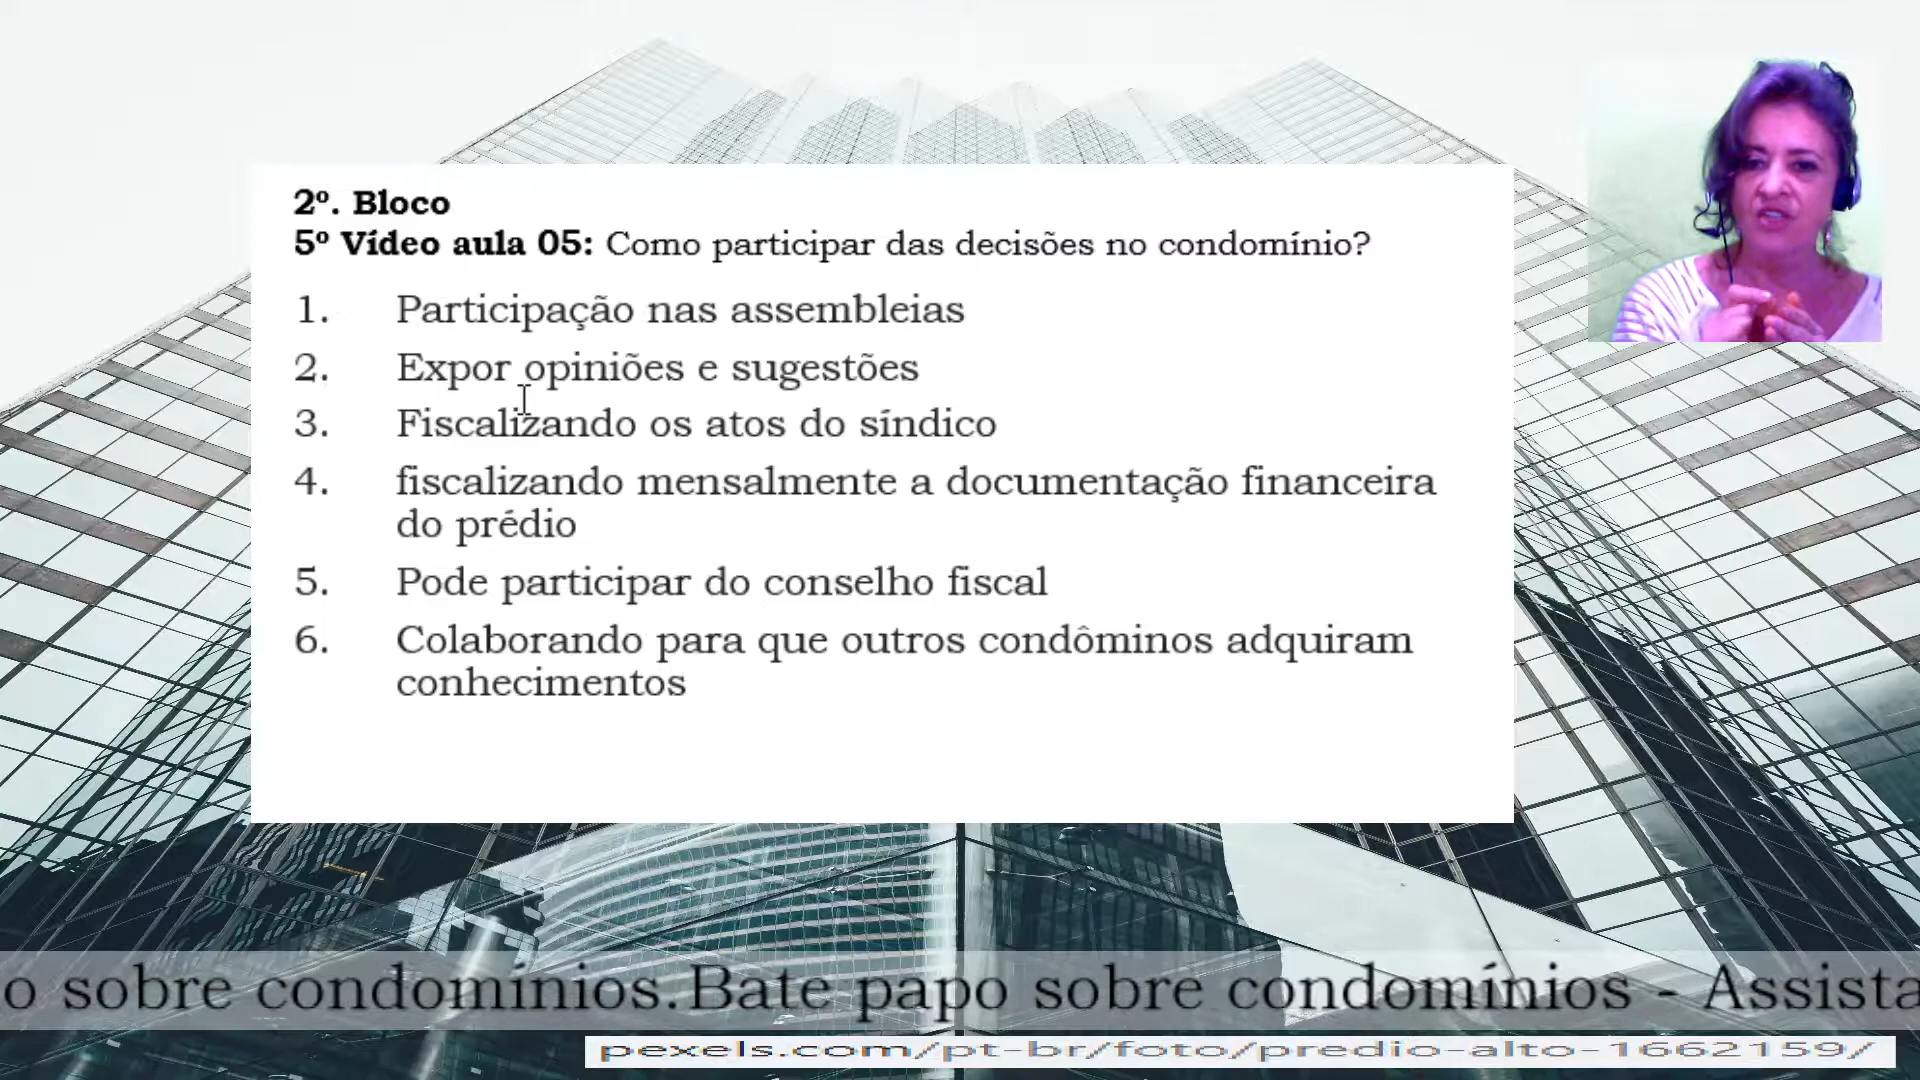 2º. Bloco
5º Vídeo aula 05: Como participar das decisões no condomínio?
1. Participação nas assembleias
2. Expor opiniões e sugestões
3. Fiscalizando os atos do síndico
4. fiscalizando mensalmente a documentação financeira
do prédio
5. Pode participar do conselho fiscal
6. Colaborando para que outros condôminos adquiram
conhecimentos
o sobre condomínios.Bate papo sobre condomínios - Assista
pexels.com/pt-br/foto/predio-alto-1662159/